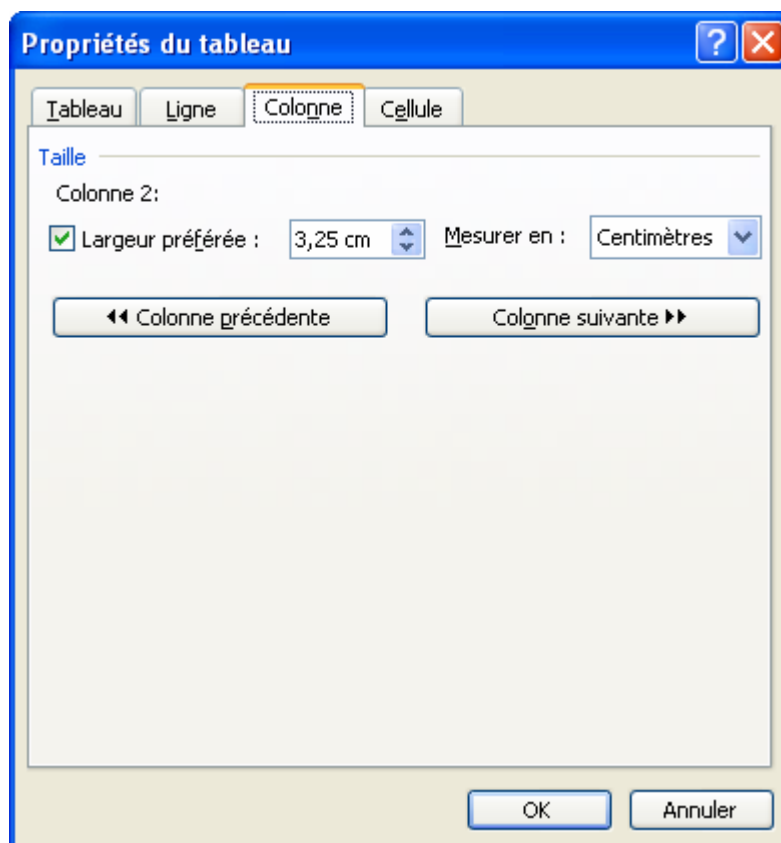 Propriétés du tableau
Tableau Ligne Colonne Cellule
Taille
Colonne 2:
Largeur préférée : 3,25 cm Mesurer en : Centimètres
Colonne précédente Colonne suivante
OK Annuler